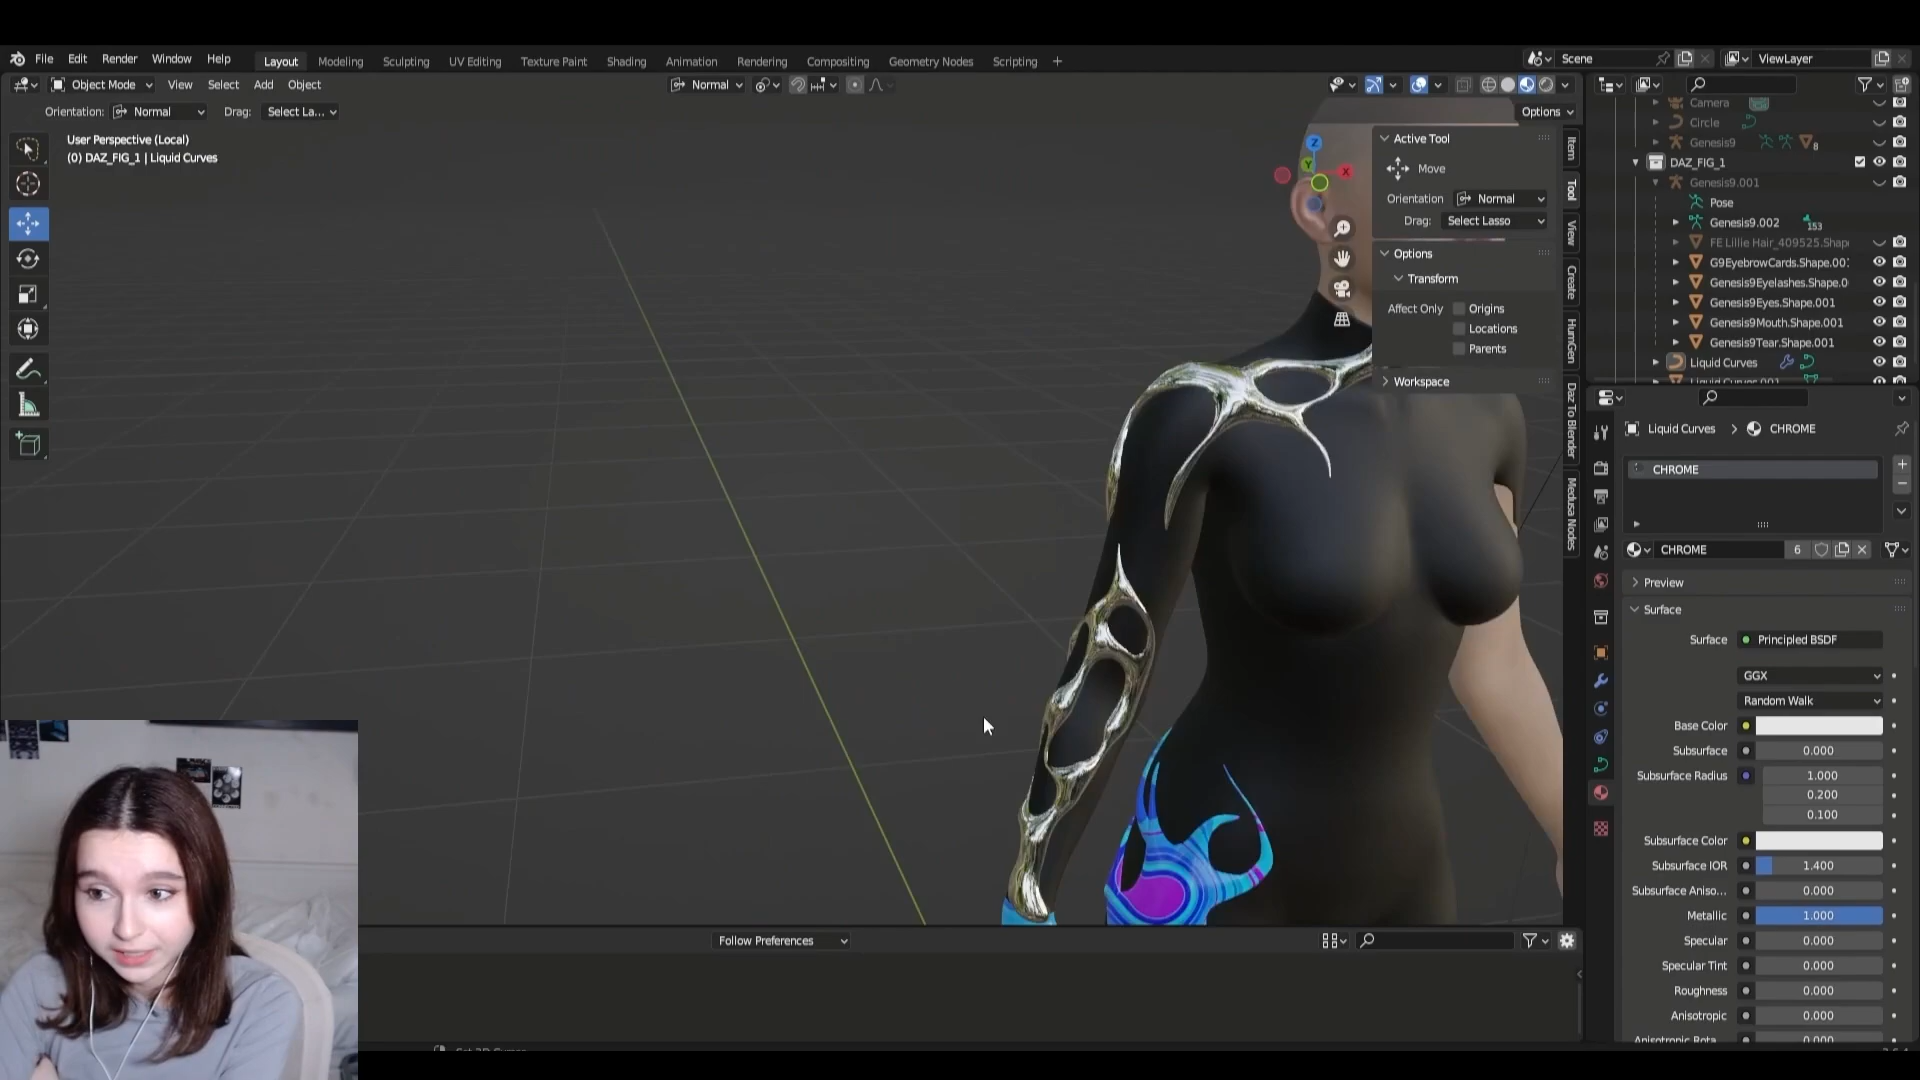 File Edit Render Window Help Layout Modeling Sculpting UV Editing Texture Paint Shading Animation Rendering Compositing Geometry Nodes Scripting + Scene ViewLayer
Object Mode View Select Add Object Normal
Orientation: Normal Drag: Select La... Options
User Perspective (Local)
(0) DAZ_FIG_1 | Liquid Curves
Z
Y
X
Active Tool
Move
Orientation Normal
Drag: Select Lasso
Options
Transform
Affect Only Origins
Locations
Parents
Workspace
Item
Tool
View
Create
HumGen
Daz To Blender
Medusa Nodes
Camera
Circle
Genesis9 8
DAZ_FIG_1
Genesis9.001
Pose
Genesis9.002 153
FE Lillie Hair_409525.Shap
G9EyebrowCards.Shape.00
Genesis9Eyelashes.Shape.0
Genesis9Eyes.Shape.001
Genesis9Mouth.Shape.001
Genesis9Tear.Shape.001
Liquid Curves
Liquid Curves.001
Liquid Curves > CHROME
CHROME
CHROME 6
Preview
Surface
Surface Principled BSDF
GGX
Random Walk
Base Color
Subsurface 0.000
Subsurface Radius 1.000
0.200
0.100
Subsurface Color
Subsurface IOR 1.400
Subsurface Aniso... 0.000
Metallic 1.000
Specular 0.000
Specular Tint 0.000
Roughness 0.000
Anisotropic 0.000
Anisotropic Rota... 0.000
Follow Preferences